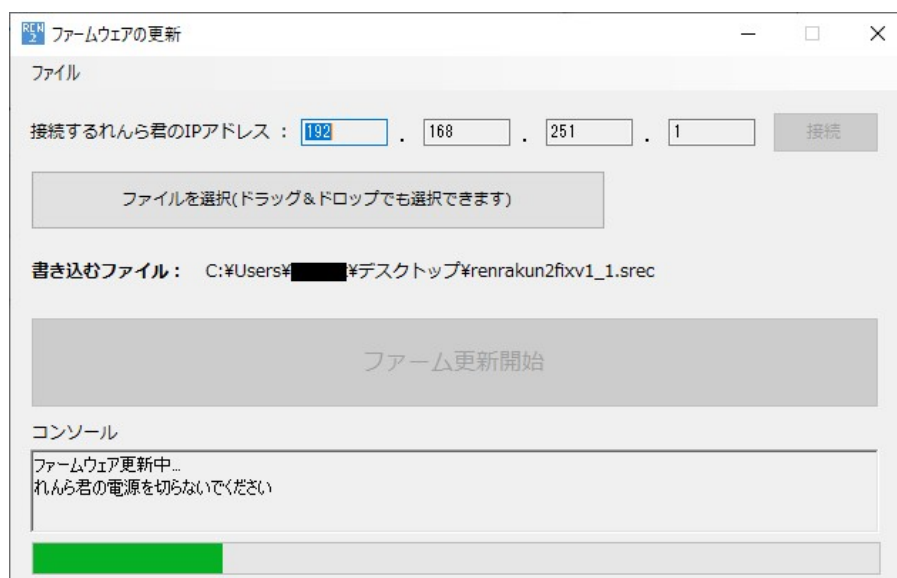 REN 2 ファームウェアの更新
ファイル
接続するれんら君のIPアドレス : 192 . 168 . 251 . 1 接続
ファイルを選択(ドラッグ&ドロップでも選択できます)
書き込むファイル : C:¥Users¥ ¥デスクトップ¥renrakun2fixv1_1.srec
ファーム更新開始
コンソール
ファームウェア更新中...
れんら君の電源を切らないでください